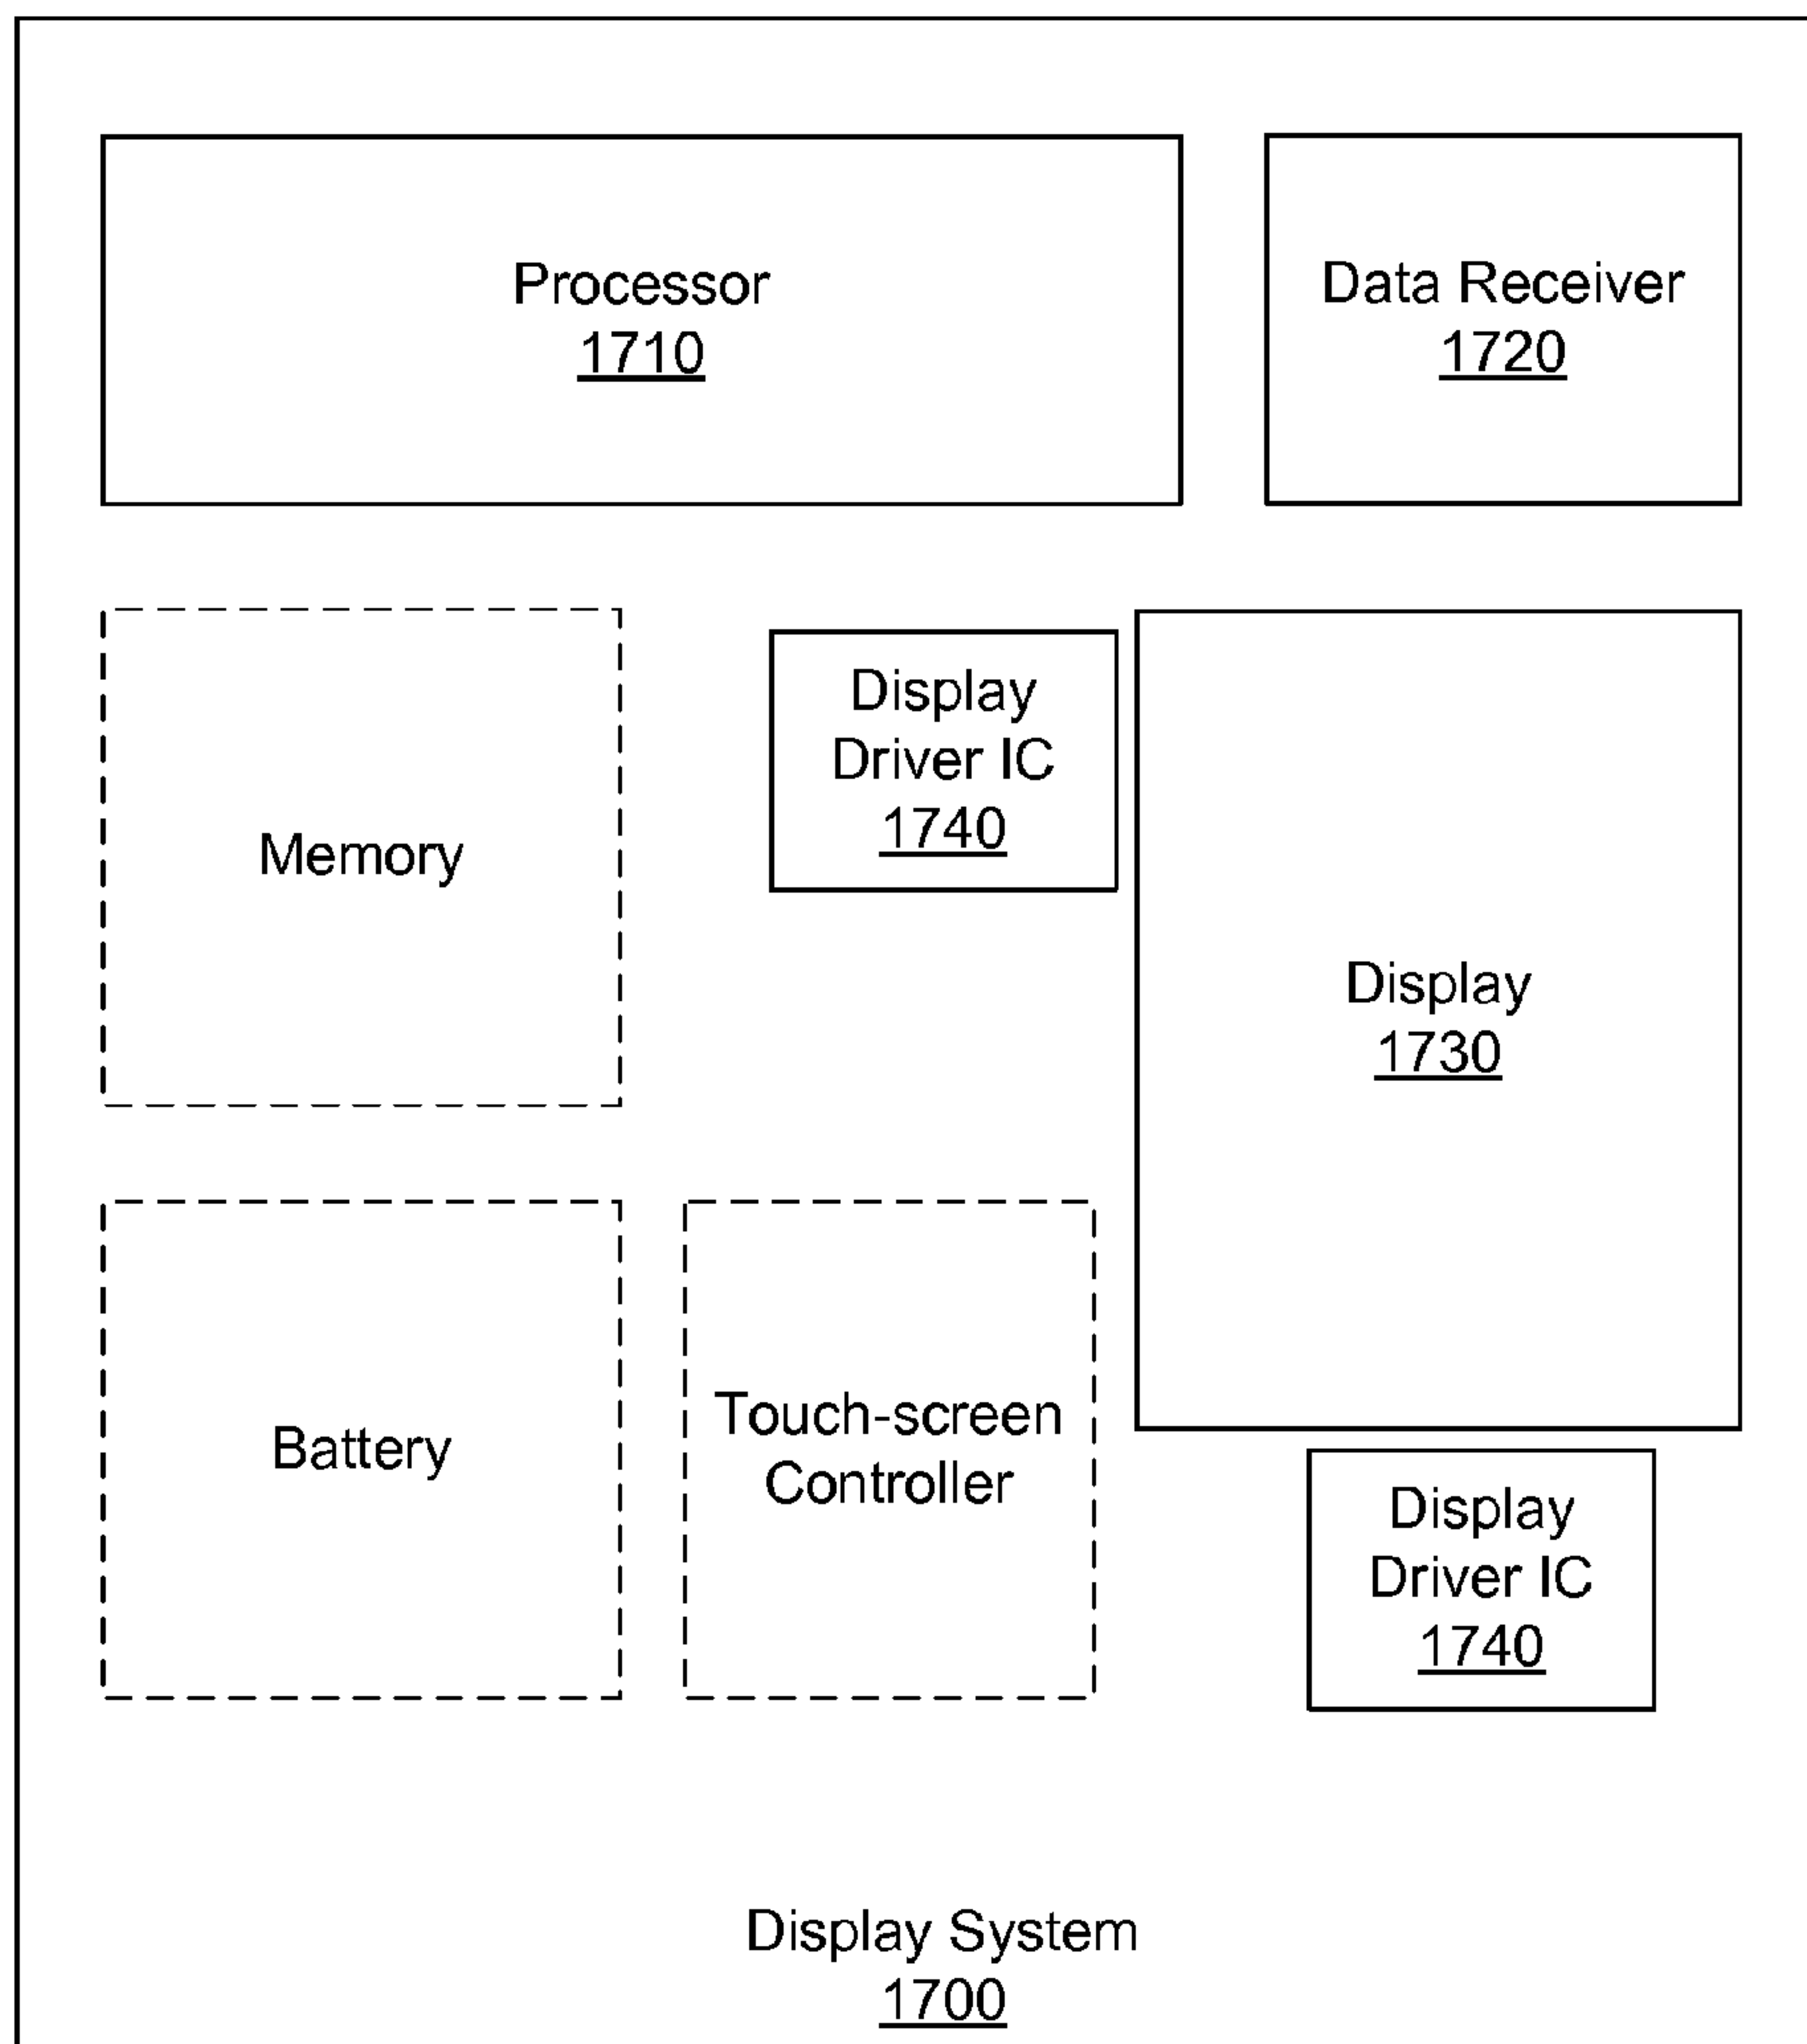 Processor
1710
Data Receiver
1720
Memory
Display
Driver IC
1740
Display
1730
Battery
Touch-screen
Controller
Display
Driver IC
1740
Display System
1700